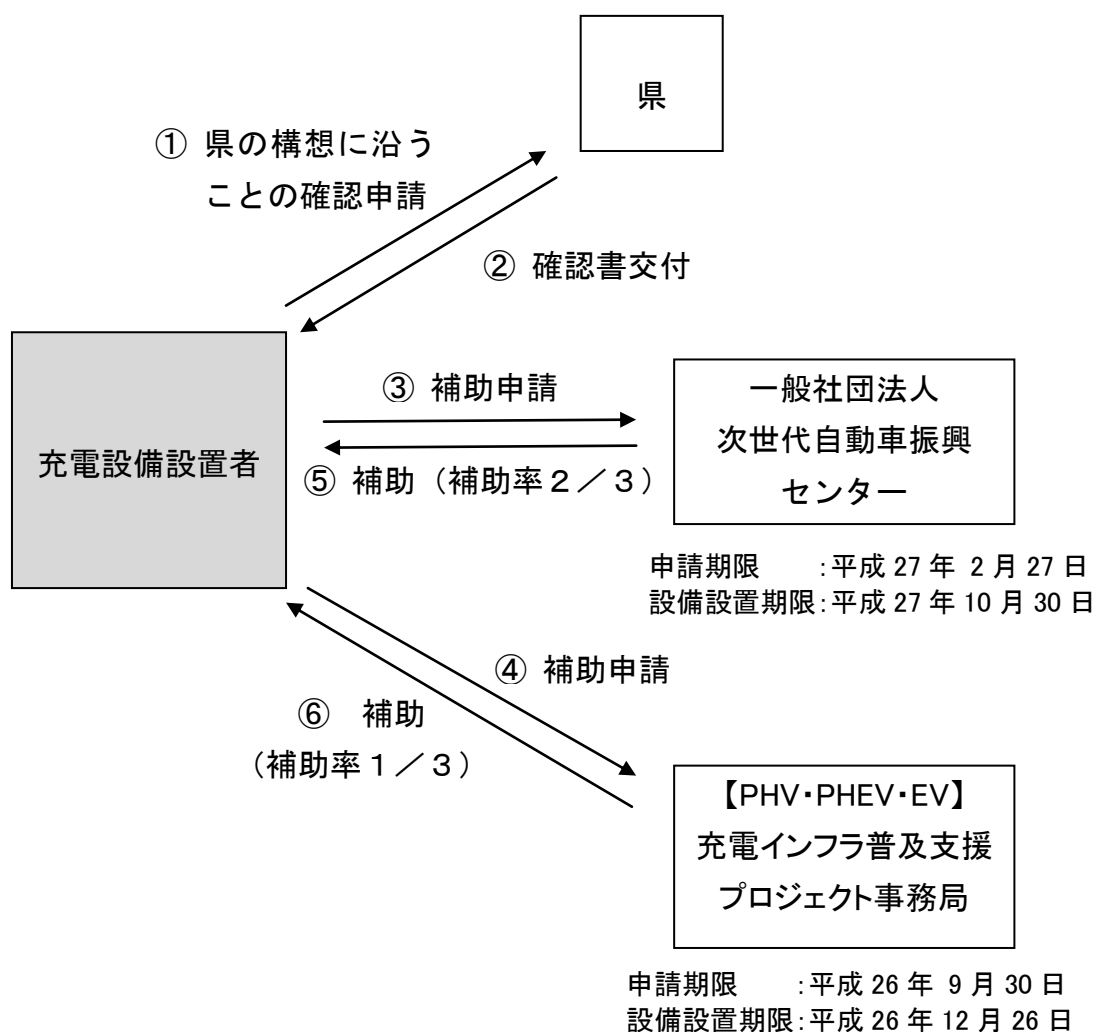 県
① 県の構想に沿う
ことの確認申請
② 確認書交付
充電設備設置者
③ 補助申請
⑤ 補助（補助率２／３）
一般社団法人
次世代自動車振興
センター
申請期限　　：平成 27 年 2 月 27 日
設備設置期限：平成 27 年 10 月 30 日
④ 補助申請
⑥　補助
（補助率１／３）
【PHV・PHEV・EV】
充電インフラ普及支援
プロジェクト事務局
申請期限　　：平成 26 年 9 月 30 日
設備設置期限：平成 26 年 12 月 26 日